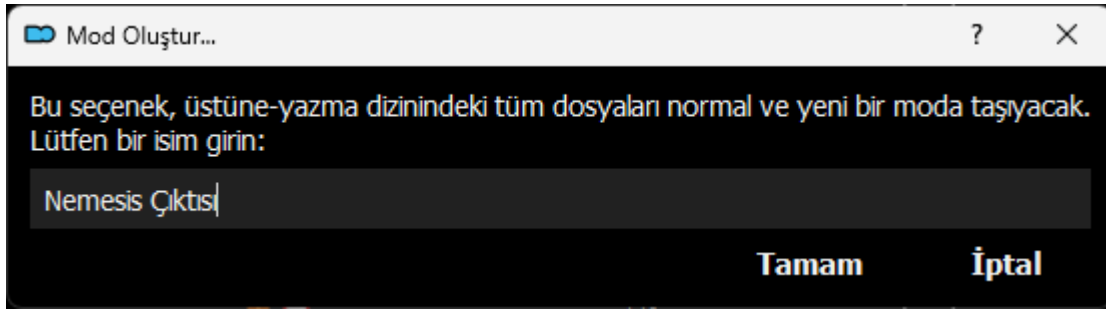 Mod Oluştur...
?
Bu seçenek, üstüne-yazma dizinindeki tüm dosyaları normal ve yeni bir moda taşıyacak.
Lütfen bir isim girin:
Nemesis Çıktısı
Tamam İptal